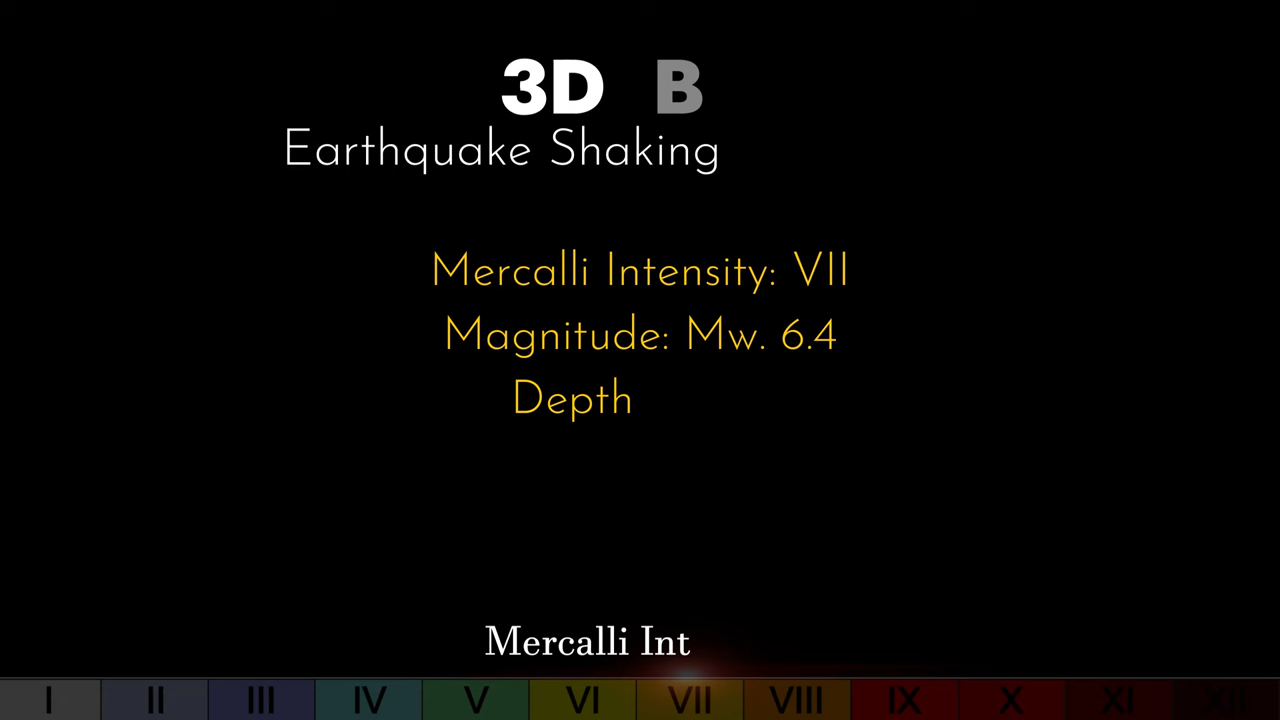 3D B
Earthquake Shaking
Mercalli Intensity: VII
Magnitude: Mw. 6.4
Depth
Mercalli Int
I II III IV V VI VII VIII IX X XI XII